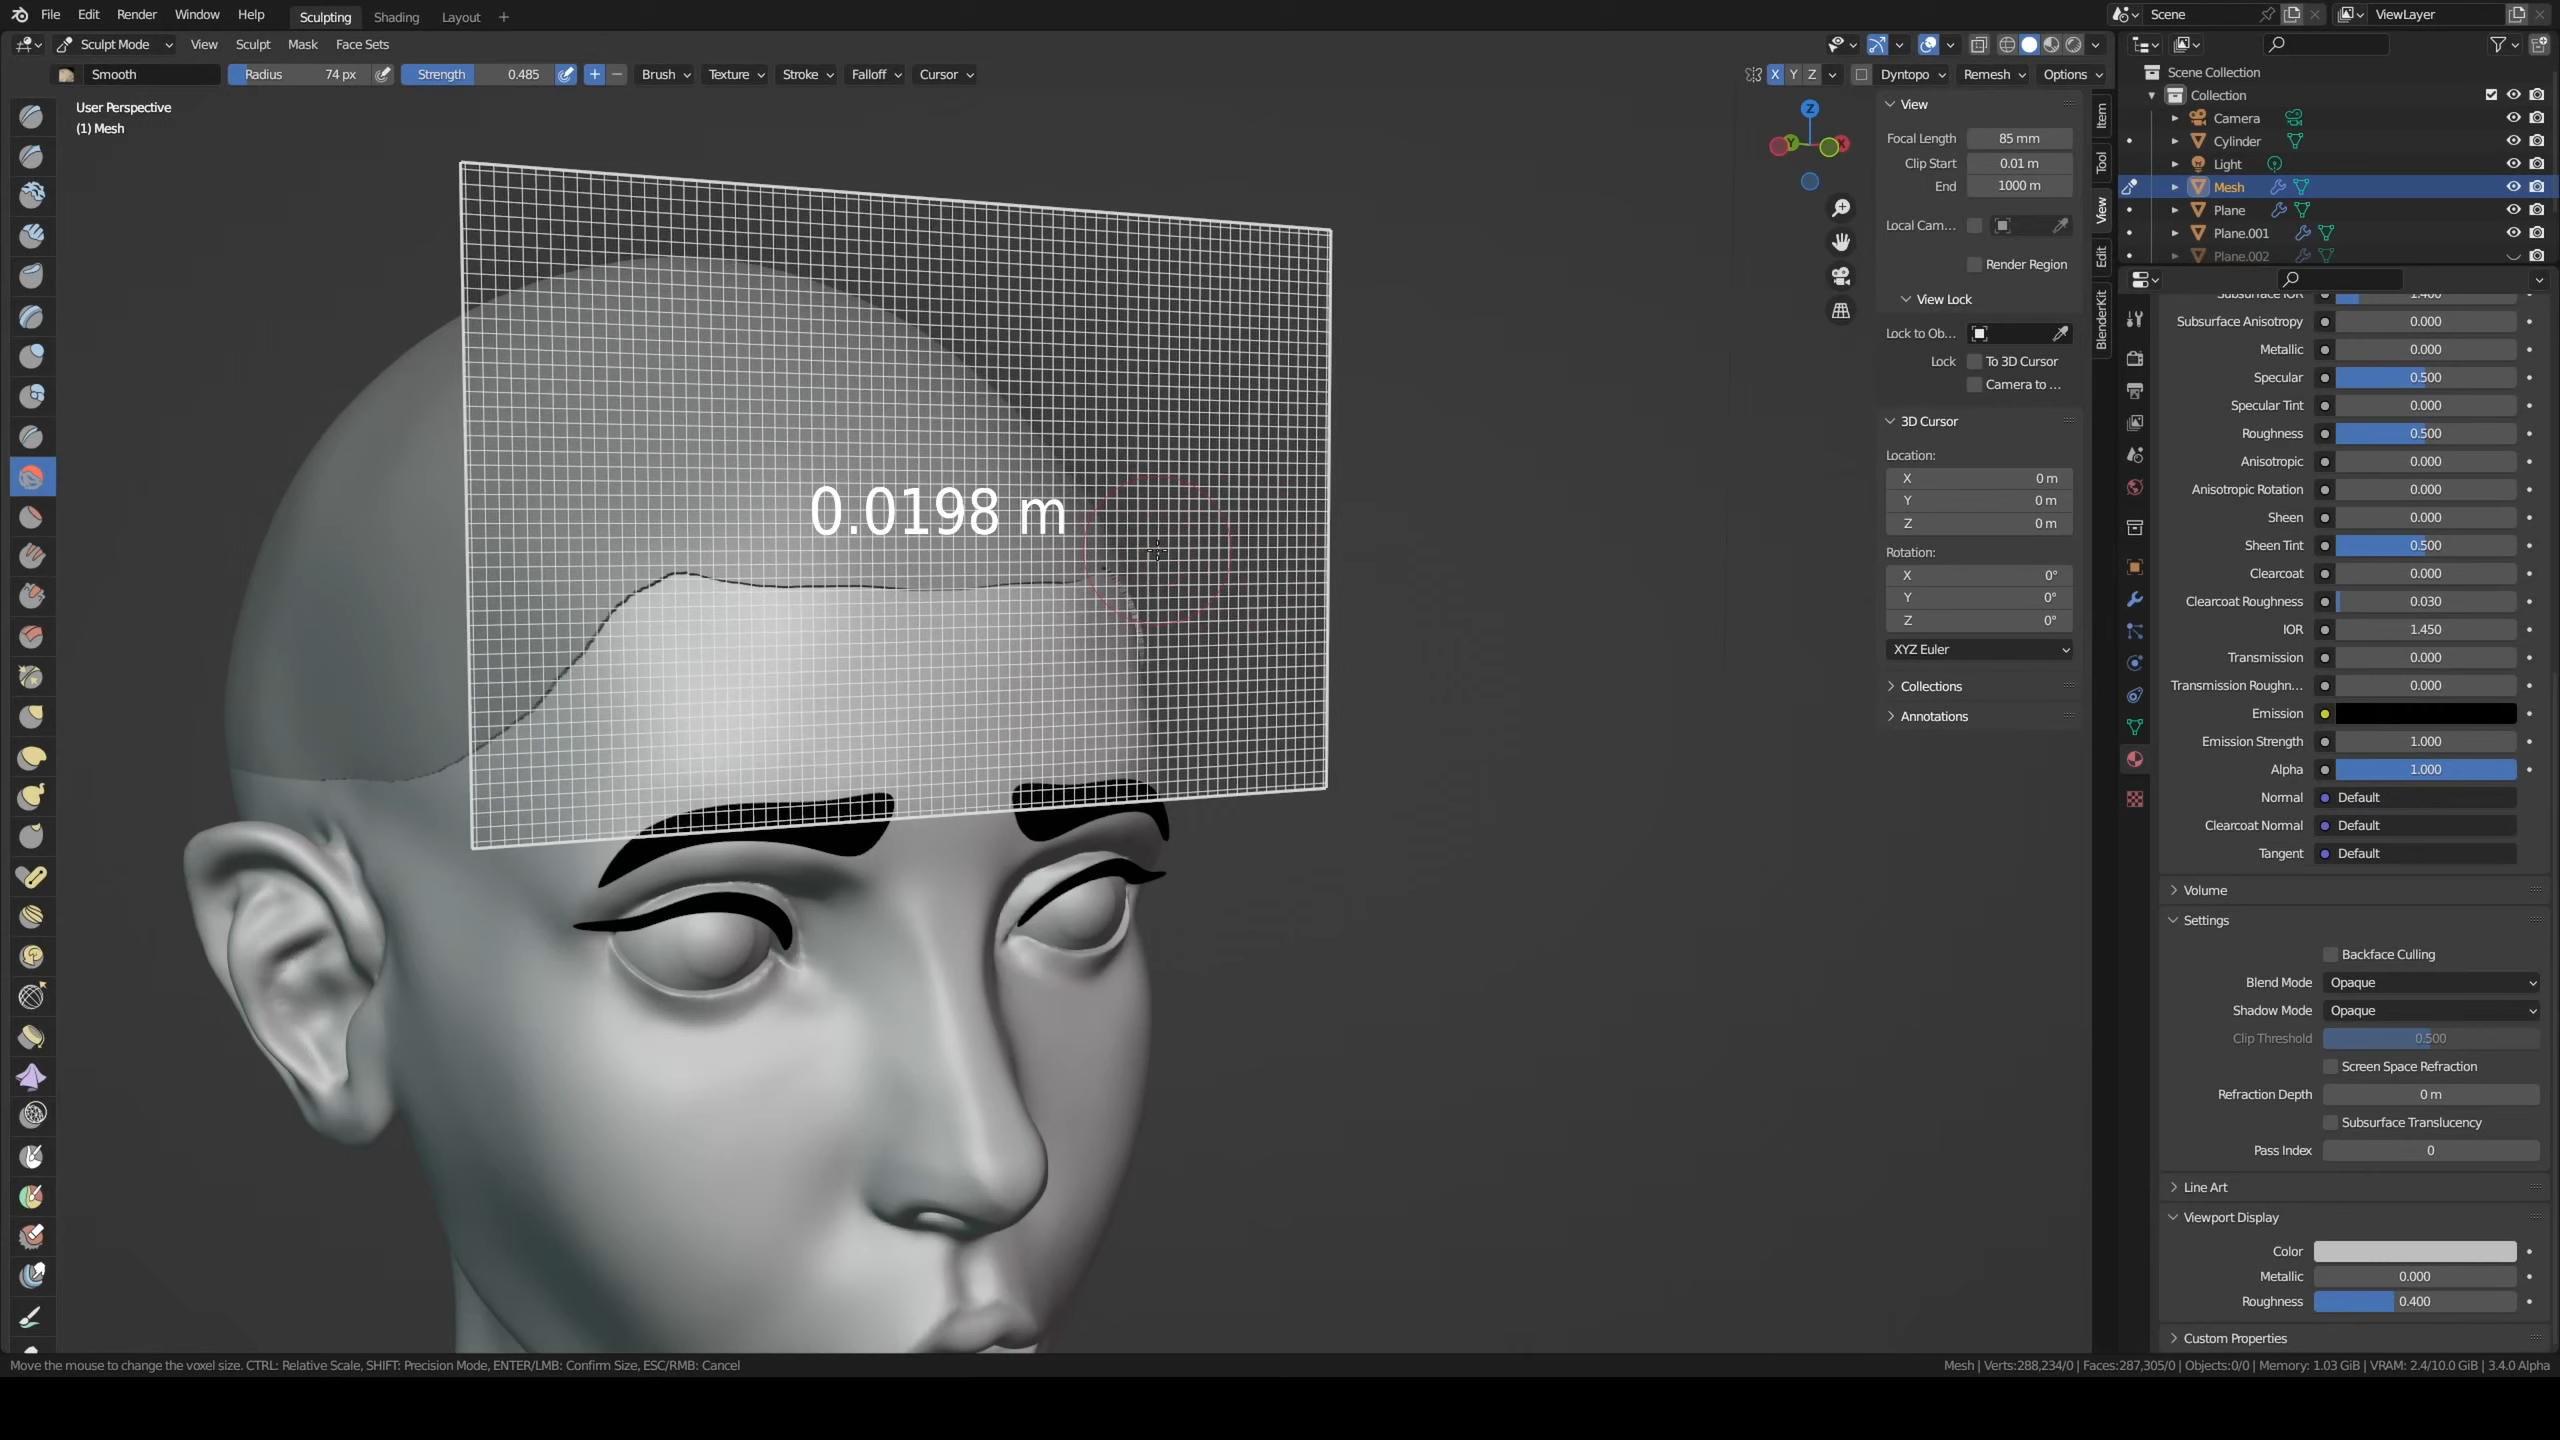 File Edit Render Window Help Sculpting Shading Layout + Scene ViewLayer
Sculpt Mode View Sculpt Mask Face Sets
Smooth Radius 74 px Strength 0.485 Brush Texture Stroke Falloff Cursor X Y Z Dyntopo Remesh Options
User Perspective
(1) Mesh
0.0198 m
Z
Y
X
View
Focal Length 85 mm
Clip Start 0.01 m
End 1000 m
Local Cam...
Render Region
View Lock
Lock to Ob...
Lock To 3D Cursor
Camera to ...
3D Cursor
Location:
X 0 m
Y 0 m
Z 0 m
Rotation:
X 0°
Y 0°
Z 0°
XYZ Euler
Collections
Annotations
Item
Tool
View
Edit
BlenderKit
Scene Collection
Collection
Camera
Cylinder
Light
Mesh
Plane
Plane.001
Plane.002
Subsurface IOR 1.400
Subsurface Anisotropy 0.000
Metallic 0.000
Specular 0.500
Specular Tint 0.000
Roughness 0.500
Anisotropic 0.000
Anisotropic Rotation 0.000
Sheen 0.000
Sheen Tint 0.500
Clearcoat 0.000
Clearcoat Roughness 0.030
IOR 1.450
Transmission 0.000
Transmission Roughn... 0.000
Emission
Emission Strength 1.000
Alpha 1.000
Normal Default
Clearcoat Normal Default
Tangent Default
Volume
Settings
Backface Culling
Blend Mode Opaque
Shadow Mode Opaque
Clip Threshold 0.500
Screen Space Refraction
Refraction Depth 0 m
Subsurface Translucency
Pass Index 0
Line Art
Viewport Display
Color
Metallic 0.000
Roughness 0.400
Custom Properties
Move the mouse to change the voxel size. CTRL: Relative Scale, SHIFT: Precision Mode, ENTER/LMB: Confirm Size, ESC/RMB: Cancel
Mesh | Verts:288,234/0 | Faces:287,305/0 | Objects:0/0 | Memory: 1.03 GiB | VRAM: 2.4/10.0 GiB | 3.4.0 Alpha